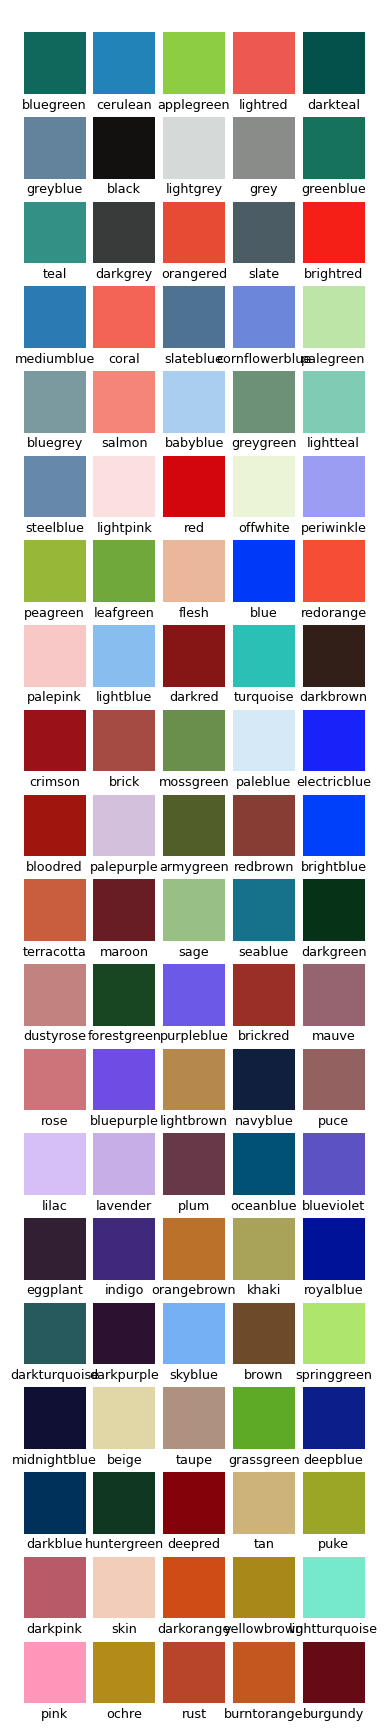 bluegreen cerulean applegreen lightred darkteal
greyblue black lightgrey grey greenblue
teal darkgrey orangered slate brightred
mediumblue coral slateblue cornflowerblue palegreen
bluegrey salmon babyblue greygreen lightteal
steelblue lightpink red offwhite periwinkle
peagreen leafgreen flesh blue redorange
palepink lightblue darkred turquoise darkbrown
crimson brick mossgreen paleblue electricblue
bloodred palepurple armygreen redbrown brightblue
terracotta maroon sage seablue darkgreen
dustyrose forestgreen purpleblue brickred mauve
rose bluepurple lightbrown navyblue puce
lilac lavender plum oceanblue blueviolet
eggplant indigo orangebrown khaki royalblue
darkturquoise darkpurple skyblue brown springgreen
midnightblue beige taupe grassgreen deepblue
darkblue huntergreen deepred tan puke
darkpink skin darkorange yellowbrown lightturquoise
pink ochre rust burntorange burgundy